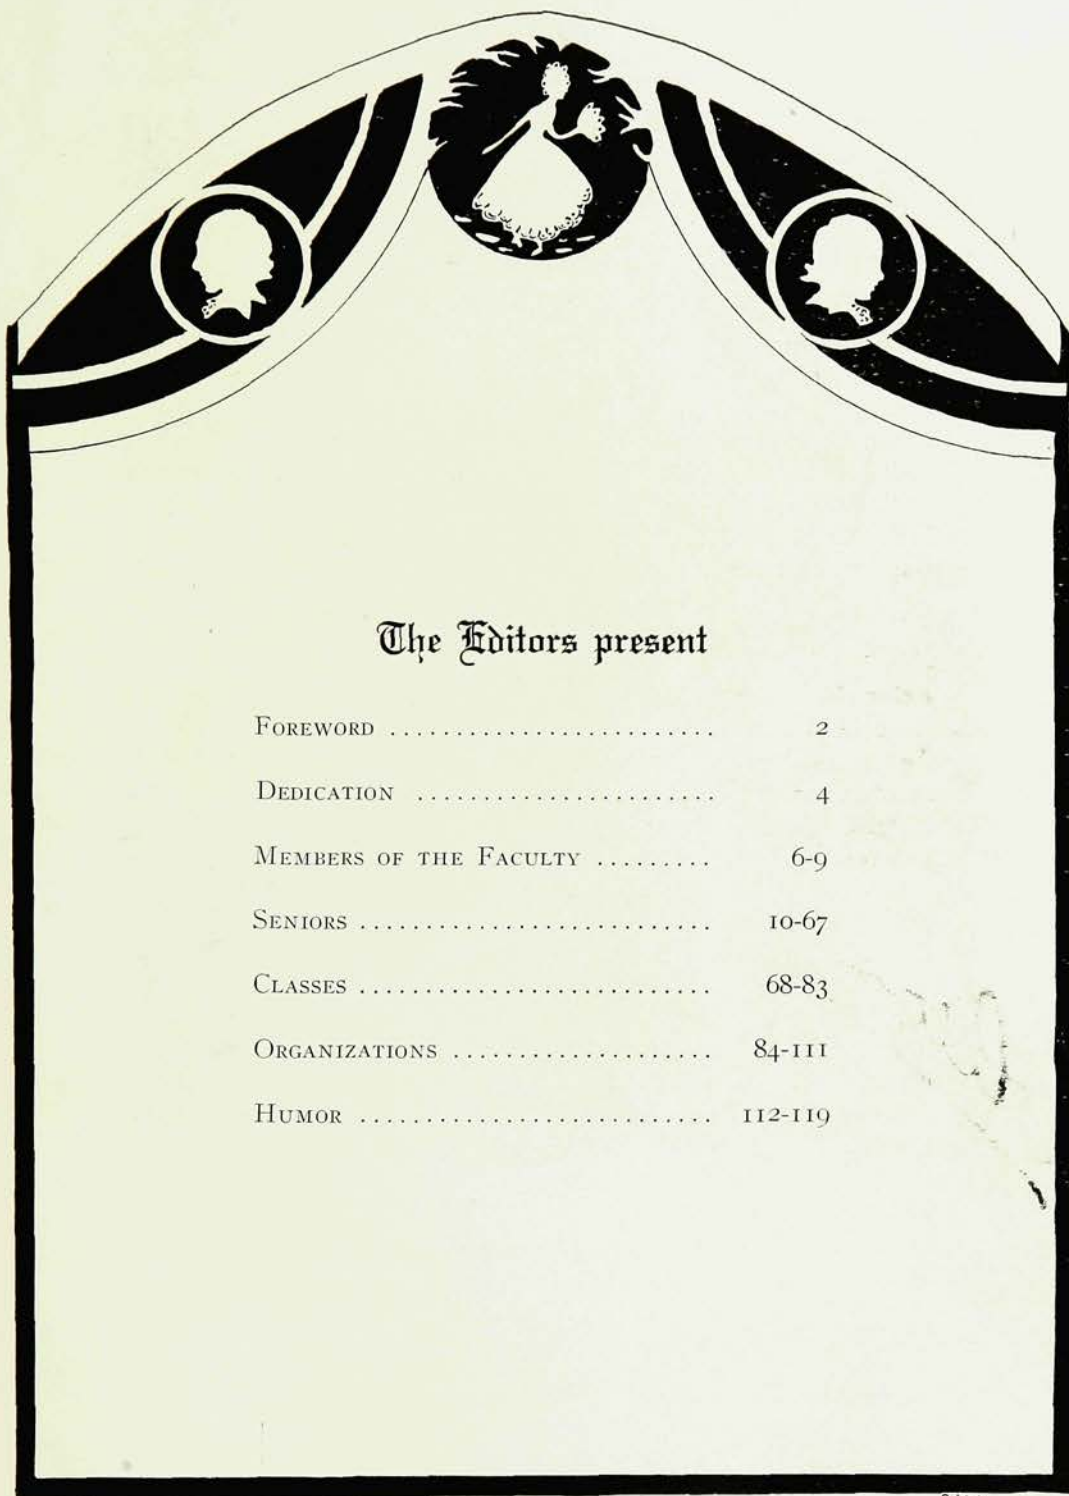 The Editors present
FOREWORD ......................... 2
DEDICATION ....................... 4
MEMBERS OF THE FACULTY ......... 6-9
SENIORS ........................... 10-67
CLASSES ........................... 68-83
ORGANIZATIONS .................... 84-111
HUMOR ........................... 112-119